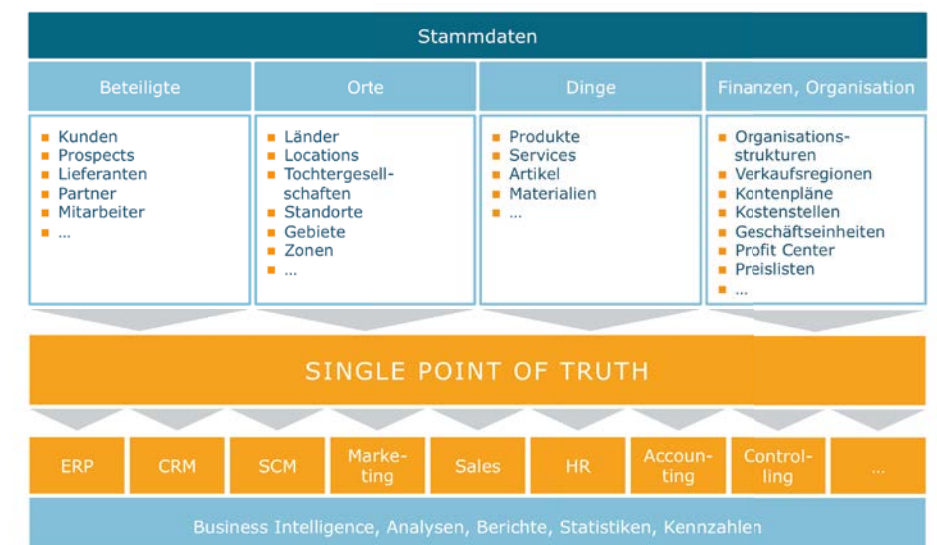 Stammdaten
Beteiligte
Orte
Dinge
Finanzen, Organisation
Kunden
Prospects
Lieferanten
Partner
Mitarbeiter
...
Länder
Locations
Tochtergesell-
schaften
Standorte
Gebiete
Zonen
...
Produkte
Services
Artikel
Materialien
...
Organisations-
strukturen
Verkaufsregionen
Kontenpläne
Kostenstellen
Geschäftseinheiten
Profit Center
Preislisten
...
SINGLE POINT OF TRUTH
ERP
CRM
SCM
Marke-
ting
Sales
HR
Accoun-
ting
Control-
ling
...
Business Intelligence, Analysen, Berichte, Statistiken, Kennzahlen